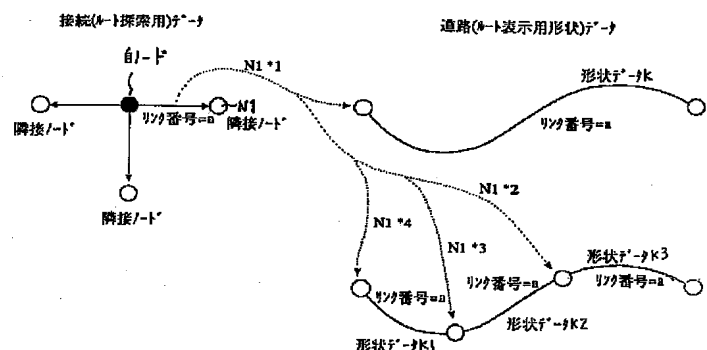 接続(ルート探索用)データ
道路(ルート表示用形状)データ
自ノード
N1 *1
形状データK
N1
リンク番号=a
隣接ノード
隣接ノード
リンク番号=a
隣接ノード
N1 *2
N1 *4
N1 *3
形状データK3
リンク番号=a
リンク番号=a
リンク番号=a
形状データK2
形状データK1